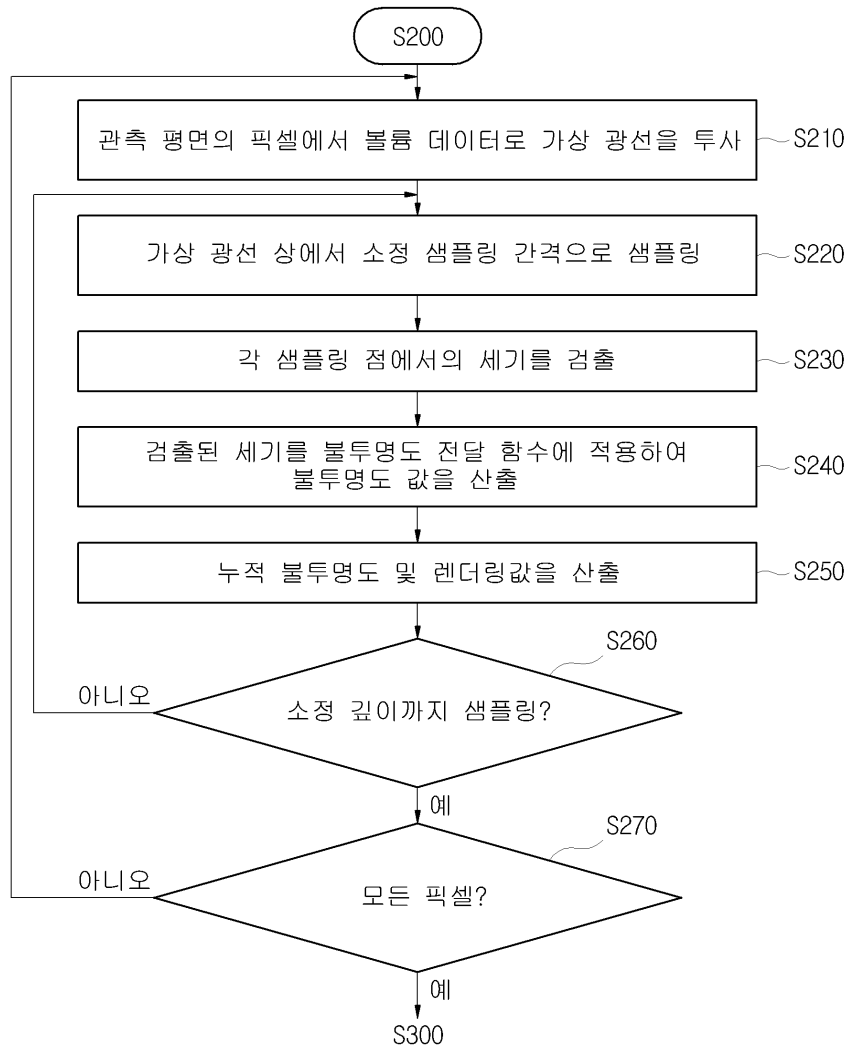 S200
관측 평면의 픽셀에서 볼륨 데이터로 가상 광선을 투사
S210
가상 광선 상에서 소정 샘플링 간격으로 샘플링
S220
각 샘플링 점에서의 세기를 검출
S230
검출된 세기를 불투명도 전달 함수에 적용하여
불투명도 값을 산출
S240
누적 불투명도 및 렌더링값을 산출
S250
S260
소정 깊이까지 샘플링?
아니오
예
S270
모든 픽셀?
아니오
예
S300